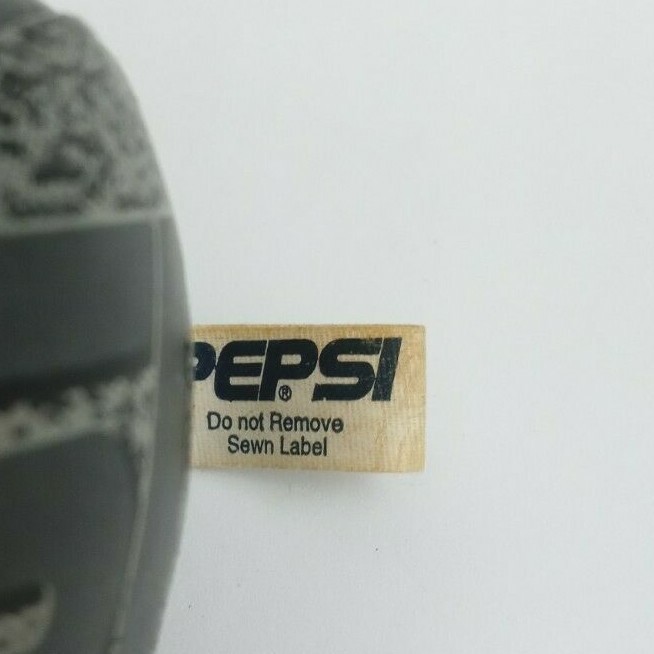 PEPSI
®
Do not Remove
Sewn Label